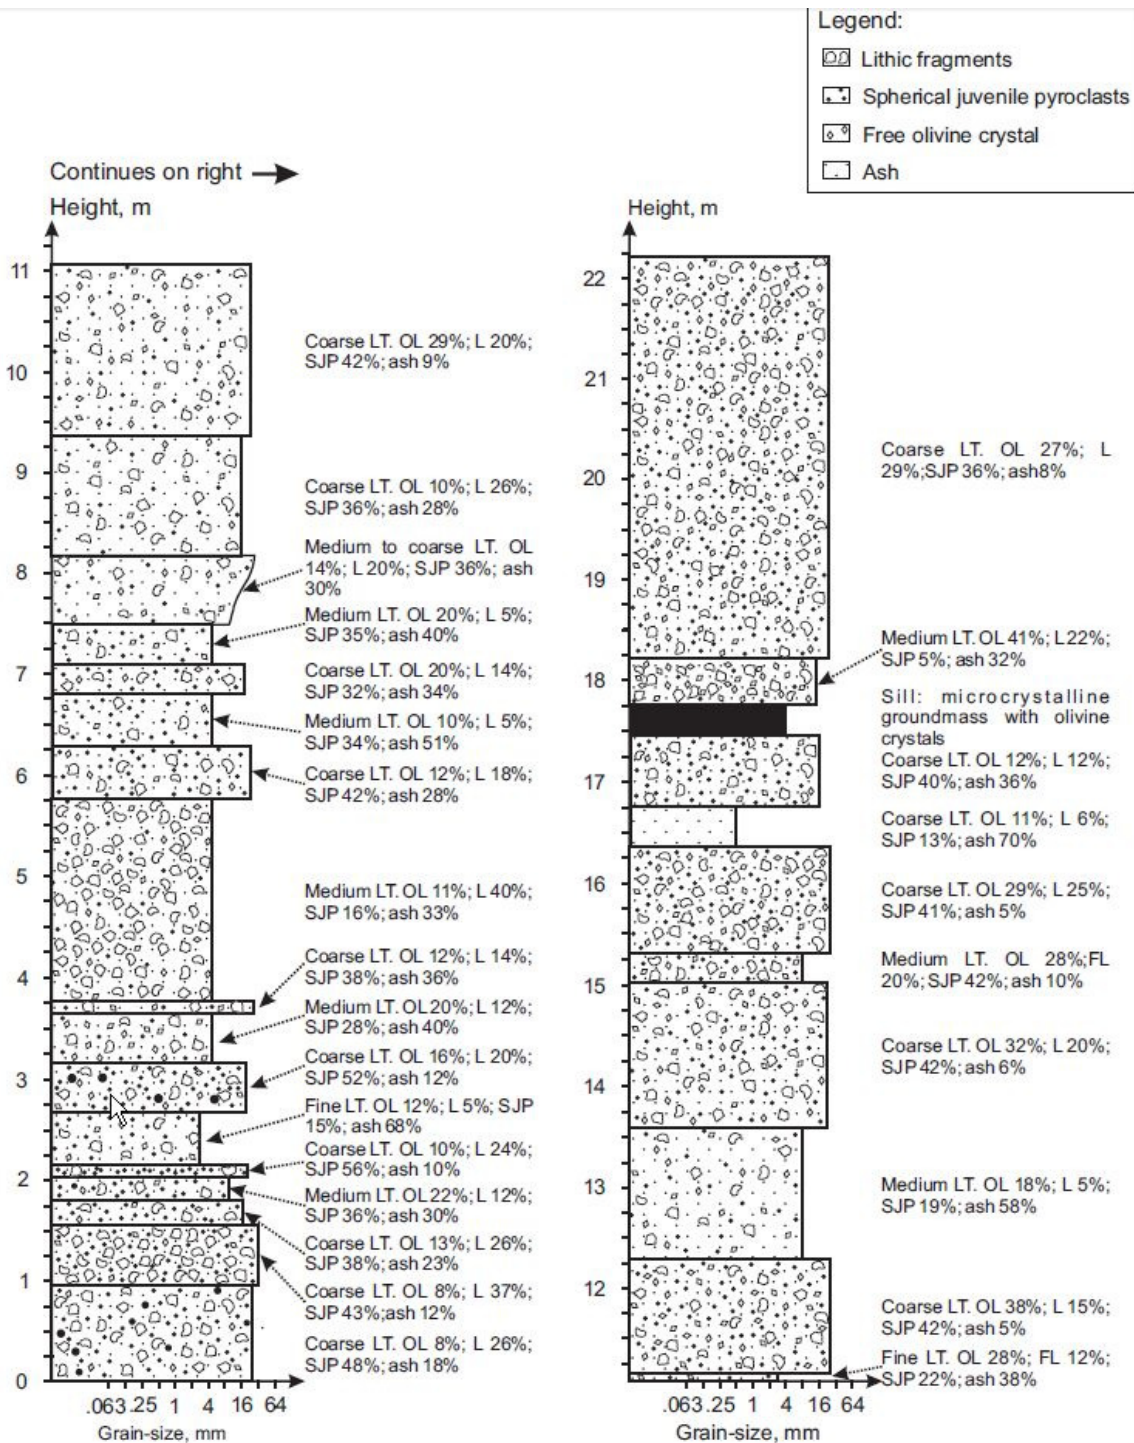 Legend:
Lithic fragments
Spherical juvenile pyroclasts
Free olivine crystal
Ash
Continues on right
Height, m
11
10
9
8
7
6
5
4
3
2
1
0
Coarse LT. OL 29%; L 20%;
SJP 42%; ash 9%
Coarse LT. OL 10%; L 26%;
SJP 36%; ash 28%
Medium to coarse LT. OL
14%; L 20%; SJP 36%; ash
30%
Medium LT. OL 20%; L 5%;
SJP 35%; ash 40%
Coarse LT. OL 20%; L 14%;
SJP 32%; ash 34%
Medium LT. OL 10%; L 5%;
SJP 34%; ash 51%
Coarse LT. OL 12%; L 18%;
SJP 42%; ash 28%
Medium LT. OL 11%; L 40%;
SJP 16%; ash 33%
Coarse LT. OL 12%; L 14%;
SJP 38%; ash 36%
Medium LT. OL 20%; L 12%;
SJP 28%; ash 40%
Coarse LT. OL 16%; L 20%;
SJP 52%; ash 12%
Fine LT. OL 12%; L 5%; SJP
15%; ash 68%
Coarse LT. OL 10%; L 24%;
SJP 56%; ash 10%
Medium LT. OL 22%; L 12%;
SJP 36%; ash 30%
Coarse LT. OL 13%; L 26%;
SJP 38%; ash 23%
Coarse LT. OL 8%; L 37%;
SJP 43%;ash 12%
Coarse LT. OL 8%; L 26%;
SJP 48%; ash 18%
.063 .25 1 4 16 64
Grain-size, mm
Height, m
22
21
20
19
18
17
16
15
14
13
12
Coarse LT. OL 27%; L
29%;SJP 36%; ash8%
Medium LT. OL 41%; L22%;
SJP 5%; ash 32%
Sill: microcrystalline
groundmass with olivine
crystals
Coarse LT. OL 12%; L 12%;
SJP 40%; ash 36%
Coarse LT. OL 11%; L 6%;
SJP 13%; ash 70%
Coarse LT. OL 29%; L 25%;
SJP 41%; ash 5%
Medium LT. OL 28%;FL
20%; SJP 42%; ash 10%
Coarse LT. OL 32%; L 20%;
SJP 42%; ash 6%
Medium LT. OL 18%; L 5%;
SJP 19%; ash 58%
Coarse LT. OL 38%; L 15%;
SJP 42%; ash 5%
Fine LT. OL 28%; FL 12%;
SJP 22%; ash 38%
.063 .25 1 4 16 64
Grain-size, mm